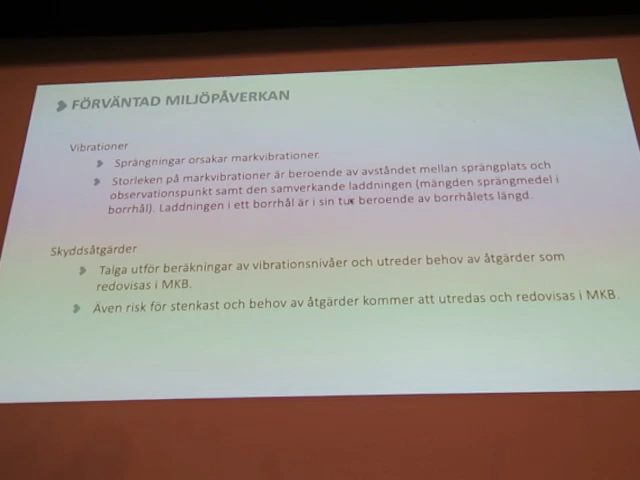 FÖRVÄNTAD MILJÖPÅVERKAN
Vibrationer
Sprängningar orsakar markvibrationer.
Storleken på markvibrationer är beroende av avståndet mellan sprängplats och
observationspunkt samt den samverkande laddningen (mängden sprängmedel i
borrhål). Laddningen i ett borrhål är i sin tur beroende av borrhålets längd.
Skyddsåtgärder
Talga utför beräkningar av vibrationsnivåer och utreder behov av åtgärder som
redovisas i MKB.
Även risk för stenkast och behov av åtgärder kommer att utredas och redovisas i MKB.